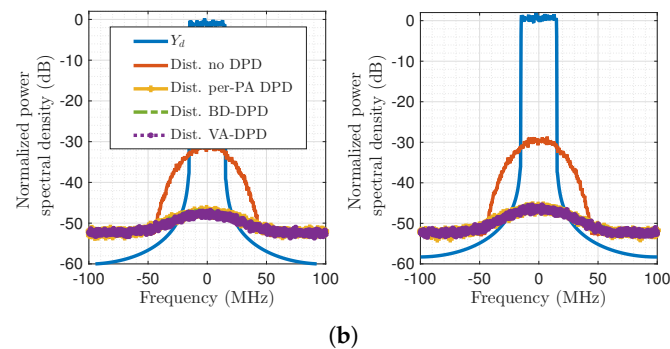 0
-10
-20
-30
-40
-50
-60
Normalized power
spectral density (dB)
Y_d
Dist. no DPD
Dist. per-PA DPD
Dist. BD-DPD
Dist. VA-DPD
-100 -50 0 50 100
Frequency (MHz)
0
-10
-20
-30
-40
-50
-60
Normalized power
spectral density (dB)
-100 -50 0 50 100
Frequency (MHz)
(b)